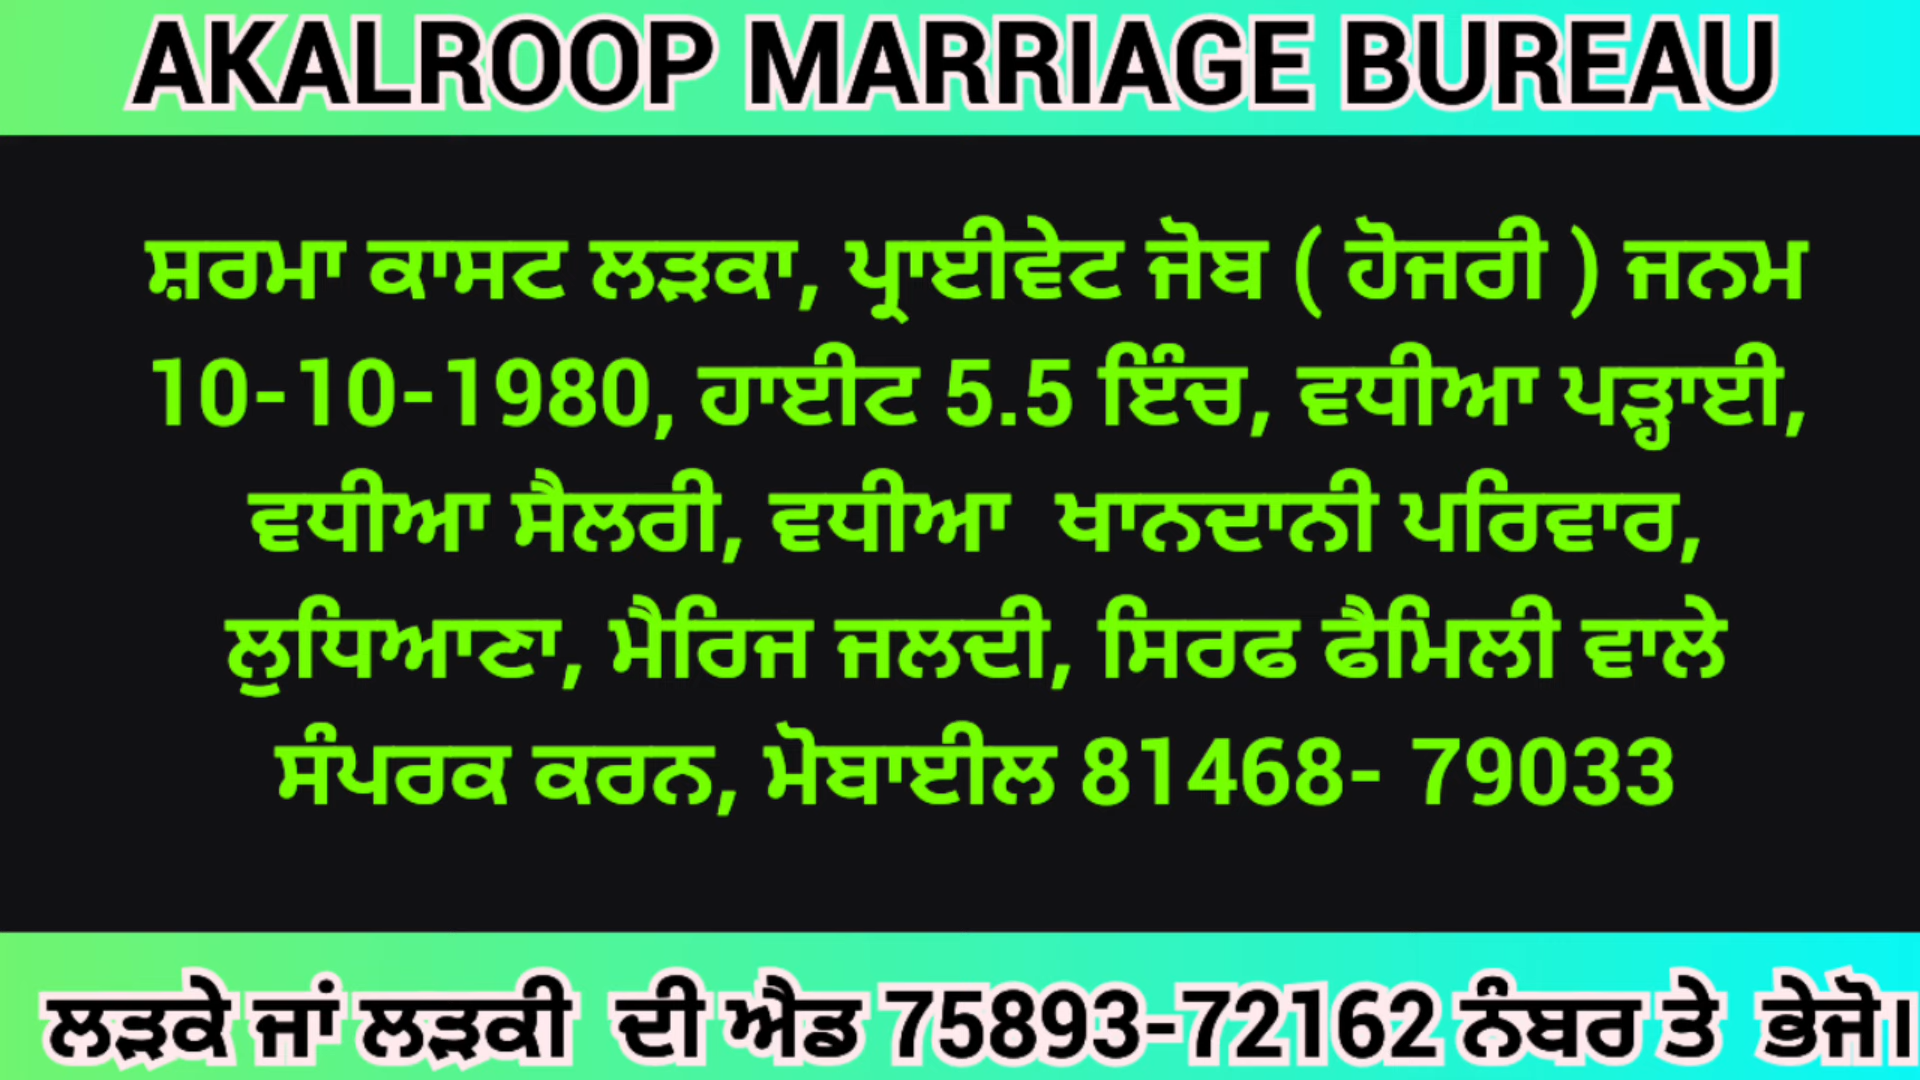 AKALROOP MARRIAGE BUREAU
ਸ਼ਰਮਾ ਕਾਸਟ ਲੜਕਾ, ਪ੍ਰਾਈਵੇਟ ਜੋਬ ( ਹੋਜਰੀ ) ਜਨਮ
10-10-1980, ਹਾਈਟ 5.5 ਇੰਚ, ਵਧੀਆ ਪੜ੍ਹਾਈ,
ਵਧੀਆ ਸੈਲਰੀ, ਵਧੀਆ  ਖਾਨਦਾਨੀ ਪਰਿਵਾਰ,
ਲੁਧਿਆਣਾ, ਮੈਰਿਜ ਜਲਦੀ, ਸਿਰਫ ਫੈਮਿਲੀ ਵਾਲੇ
ਸੰਪਰਕ ਕਰਨ, ਮੋਬਾਈਲ 81468- 79033
ਲੜਕੇ ਜਾਂ ਲੜਕੀ  ਦੀ ਐਡ 75893-72162 ਨੰਬਰ ਤੇ  ਭੇਜੋ।